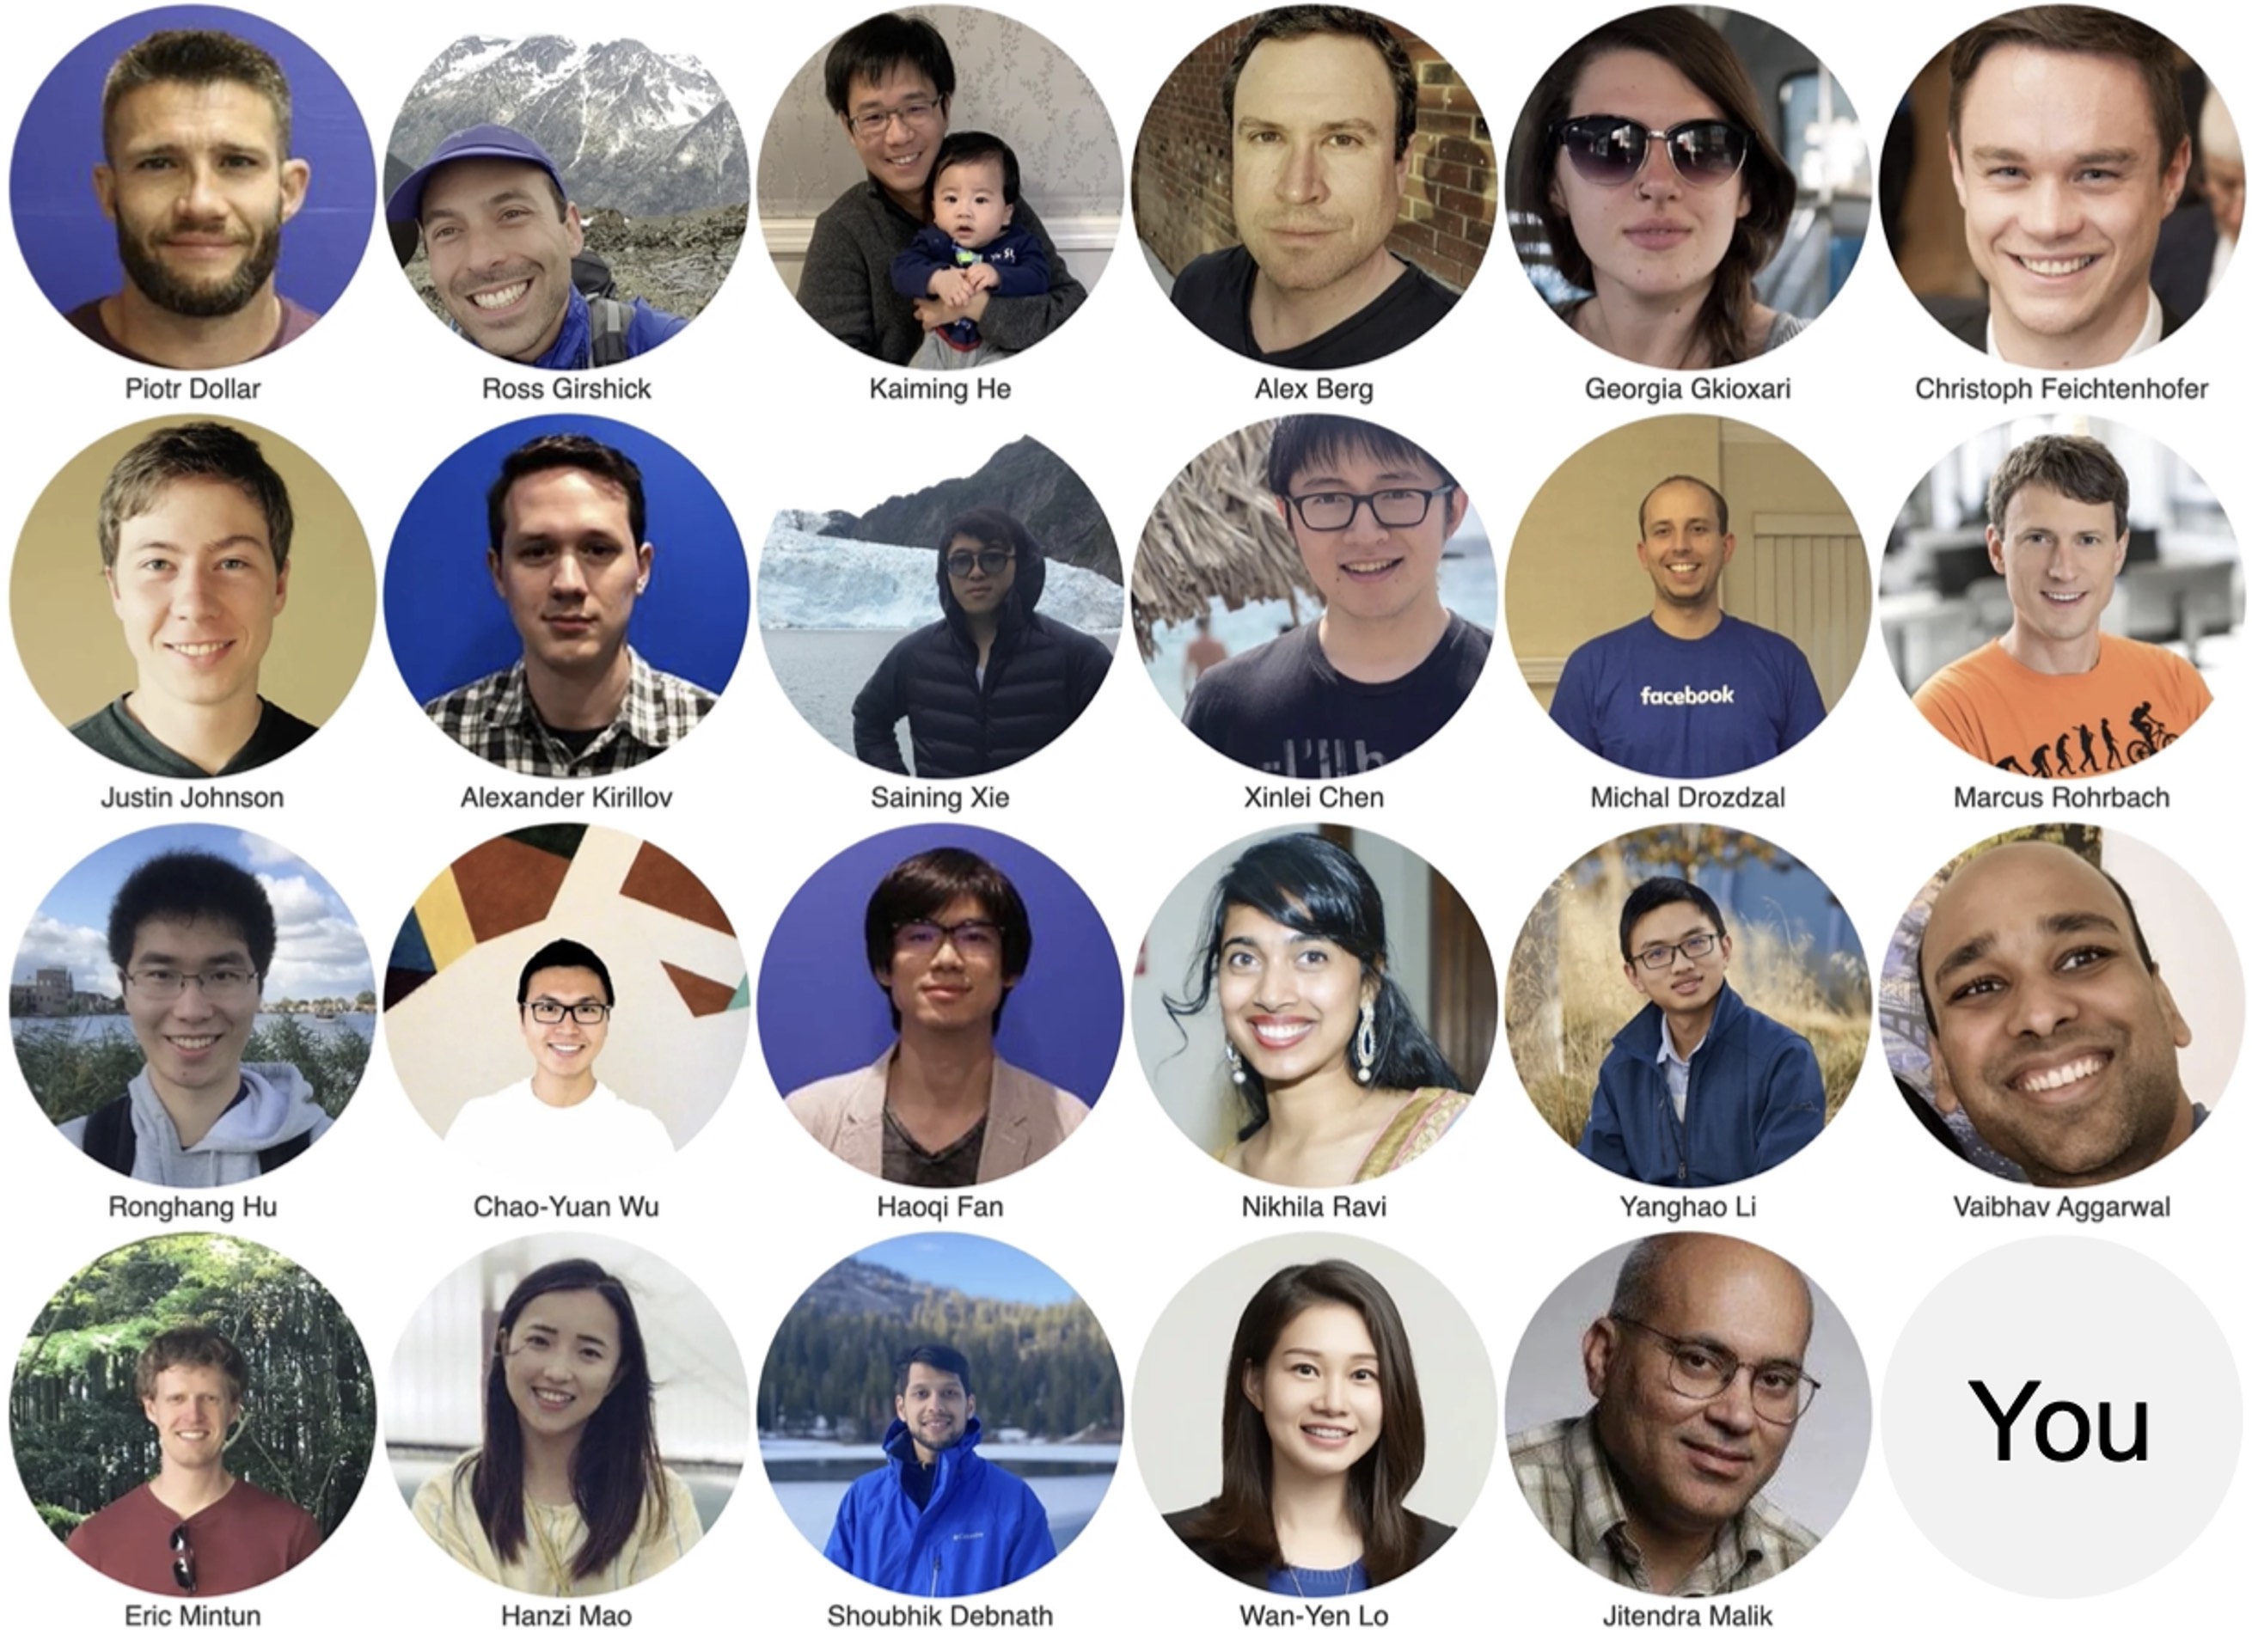 Piotr Dollar
Ross Girshick
Kaiming He
Alex Berg
Georgia Gkioxari
Christoph Feichtenhofer
facebook
Justin Johnson
Alexander Kirillov
Saining Xie
Xinlei Chen
Michal Drozdzal
Marcus Rohrbach
Ronghang Hu
Chao-Yuan Wu
Haoqi Fan
Nikhila Ravi
Yanghao Li
Vaibhav Aggarwal
You
Eric Mintun
Hanzi Mao
Shoubhik Debnath
Wan-Yen Lo
Jitendra Malik